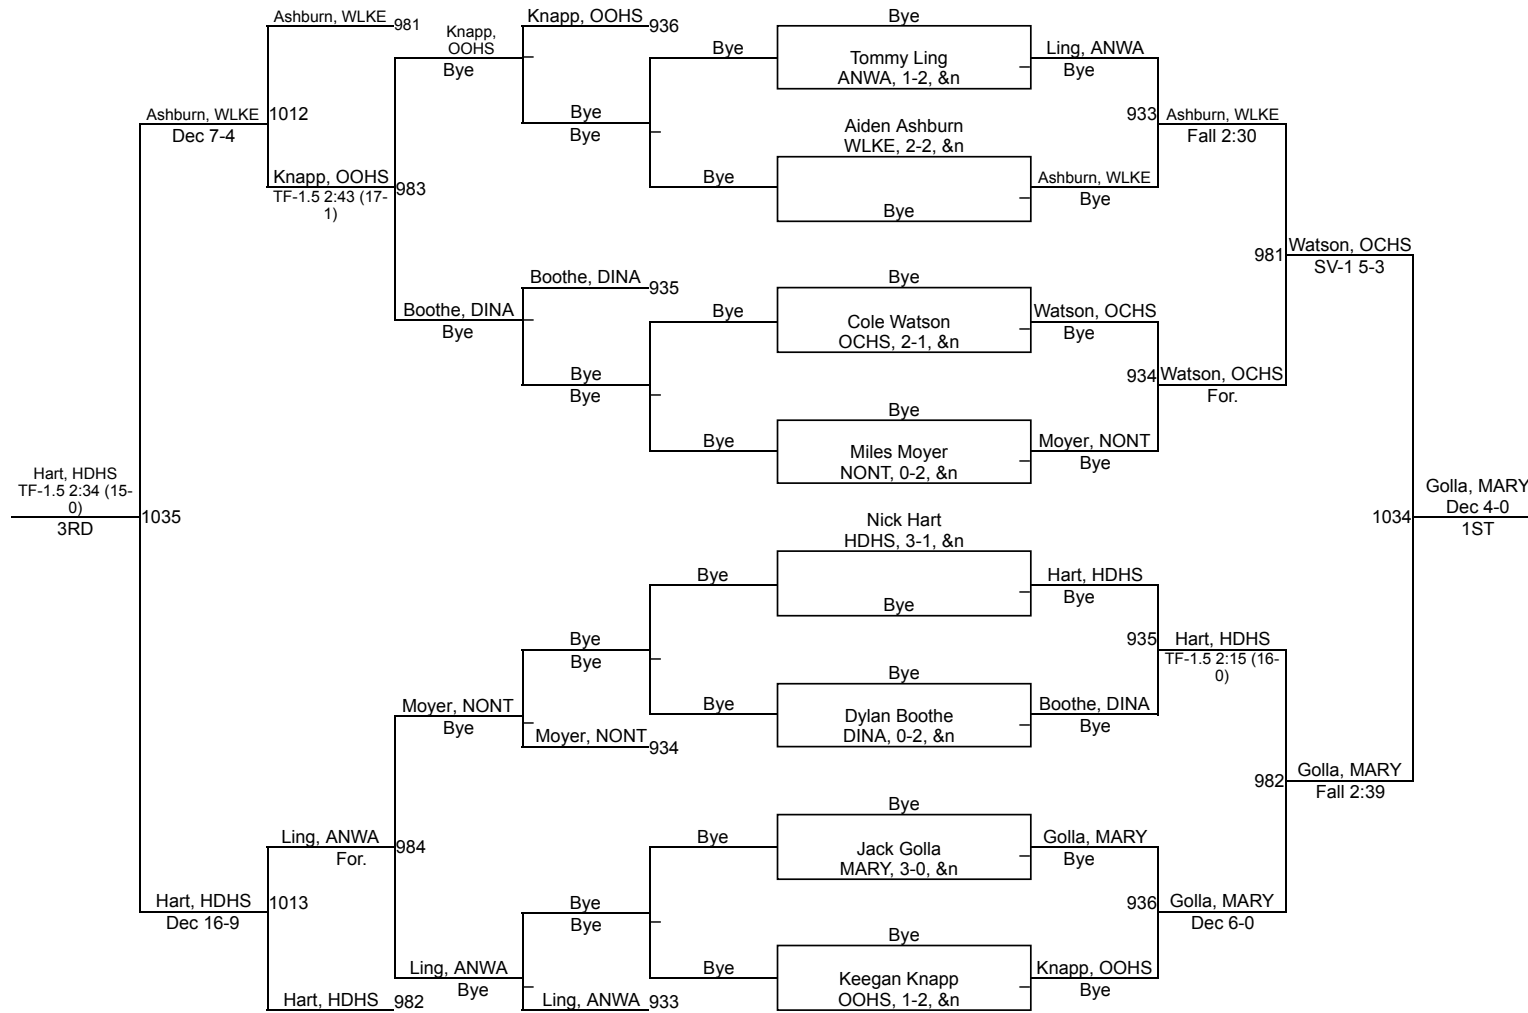 Ashburn, WLKE
981
Knapp,
OOHS
Bye
Knapp, OOHS
936
Bye
Bye
Tommy Ling
ANWA, 1-2, &n
Ling, ANWA
Bye
Ashburn, WLKE
Dec 7-4
1012
Bye
Bye
Aiden Ashburn
WLKE, 2-2, &n
933
Ashburn, WLKE
Fall 2:30
Knapp, OOHS
TF-1.5 2:43 (17-
1)
983
Bye
Bye
Ashburn, WLKE
Bye
981
Watson, OCHS
SV-1 5-3
Boothe, DINA
935
Boothe, DINA
Bye
Bye
Bye
Cole Watson
OCHS, 2-1, &n
Watson, OCHS
Bye
Bye
Bye
934
Watson, OCHS
For.
Bye
Bye
Miles Moyer
NONT, 0-2, &n
Moyer, NONT
Bye
Hart, HDHS
TF-1.5 2:34 (15-
0)
3RD
1035
Nick Hart
HDHS, 3-1, &n
1034
Golla, MARY
Dec 4-0
1ST
Bye
Bye
Hart, HDHS
Bye
Bye
Bye
935
Hart, HDHS
TF-1.5 2:15 (16-
0)
Moyer, NONT
Bye
Moyer, NONT
934
Bye
Bye
Dylan Boothe
DINA, 0-2, &n
Boothe, DINA
Bye
982
Golla, MARY
Fall 2:39
Ling, ANWA
For.
984
Bye
Bye
Jack Golla
MARY, 3-0, &n
Golla, MARY
Bye
Hart, HDHS
Dec 16-9
1013
Bye
Bye
936
Golla, MARY
Dec 6-0
Ling, ANWA
Bye
Bye
Bye
Keegan Knapp
OOHS, 1-2, &n
Knapp, OOHS
Bye
Hart, HDHS
982
Ling, ANWA
933